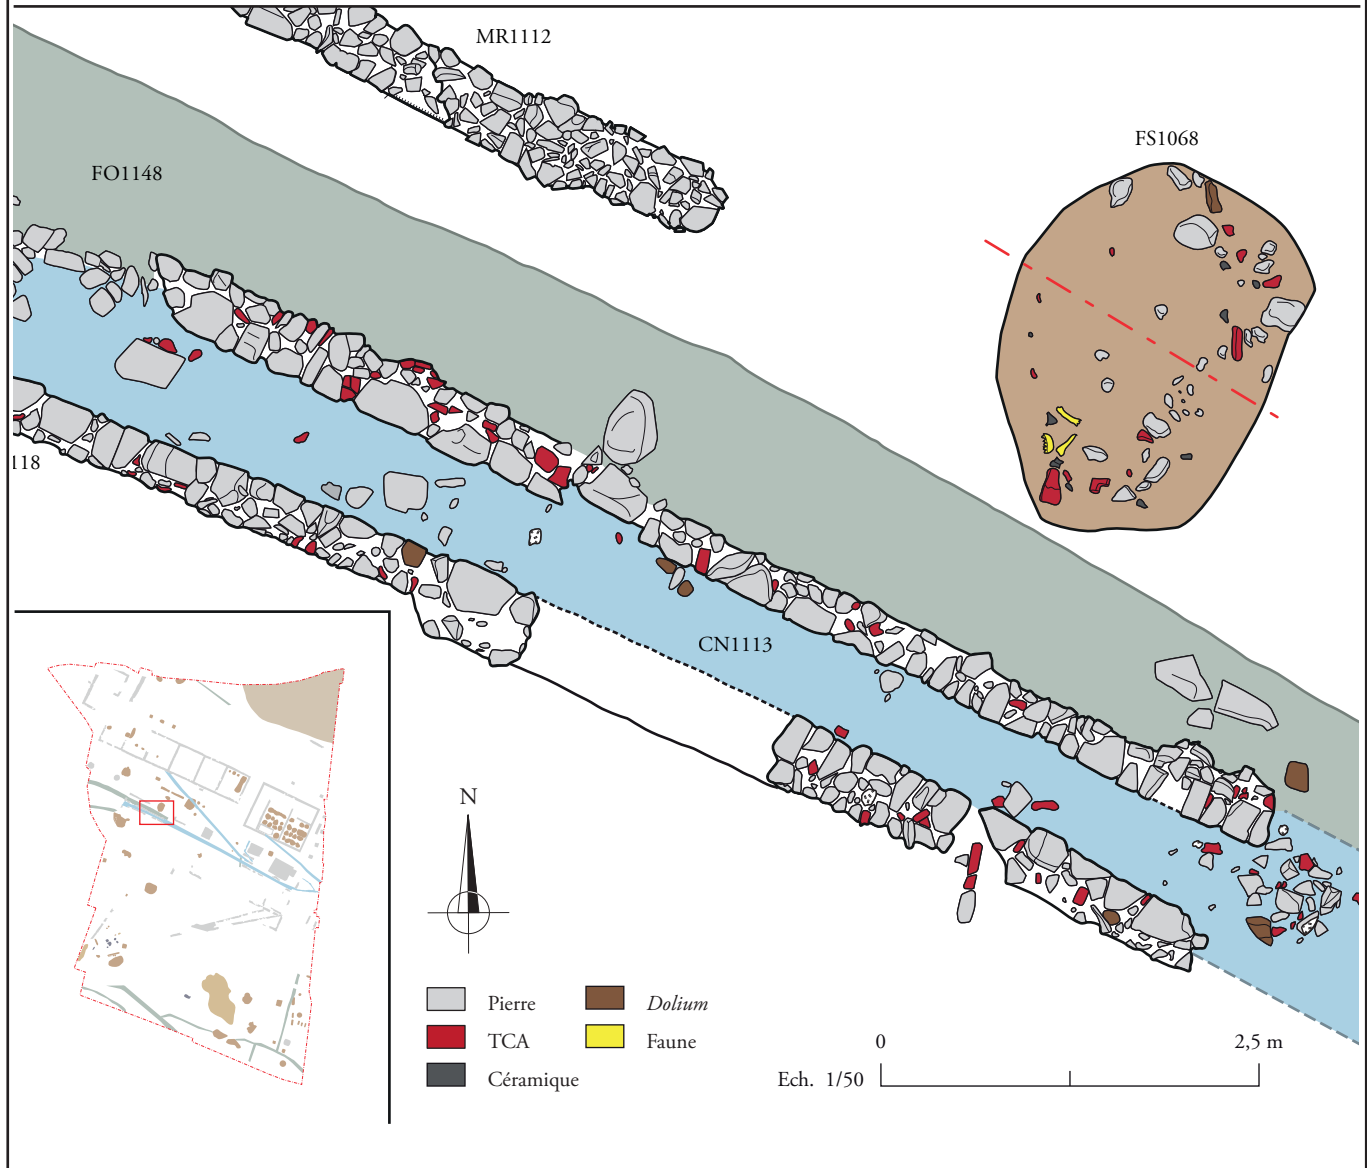 MR1112
FS1068
FO1148
118
CN1113
N
Pierre
Dolium
TCA
Faune
Céramique
0
2,5 m
Ech. 1/50